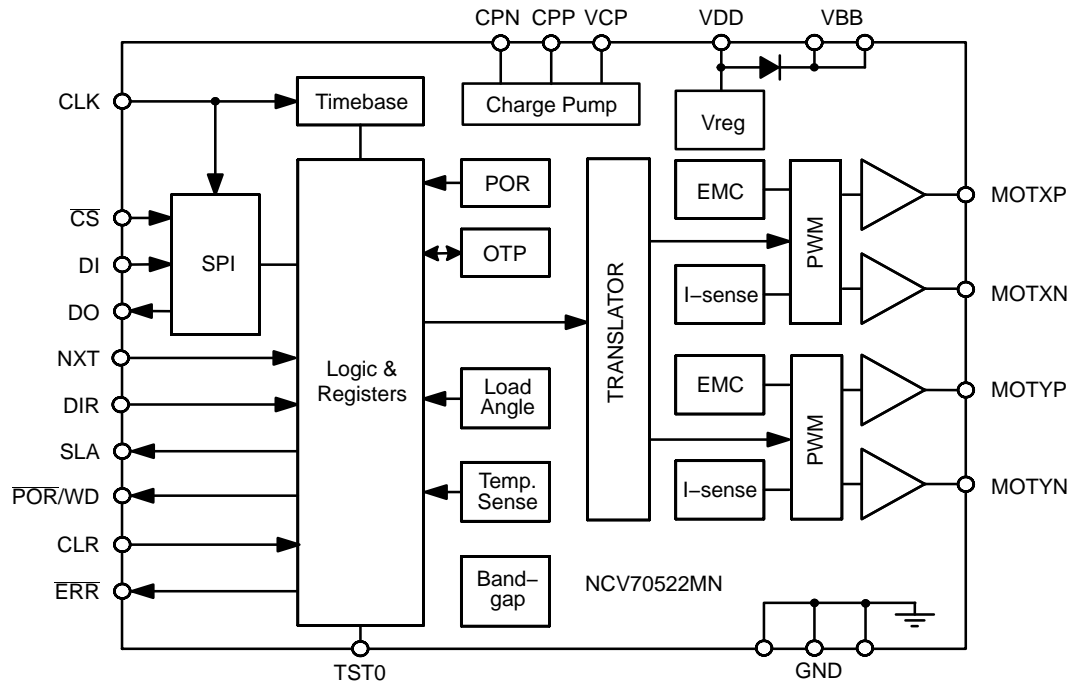 CPN CPP VCP VDD VBB
CLK
Timebase
Charge Pump
Vreg
POR
EMC
MOTXP
CS
DI
SPI
OTP
PWM
I−sense
MOTXN
DO
NXT
Logic &
Registers
TRANSLATOR
Load
Angle
EMC
MOTYP
DIR
SLA
PWM
Temp.
Sense
I−sense
MOTYN
POR/WD
CLR
ERR
Band−
gap
NCV70522MN
TST0
GND